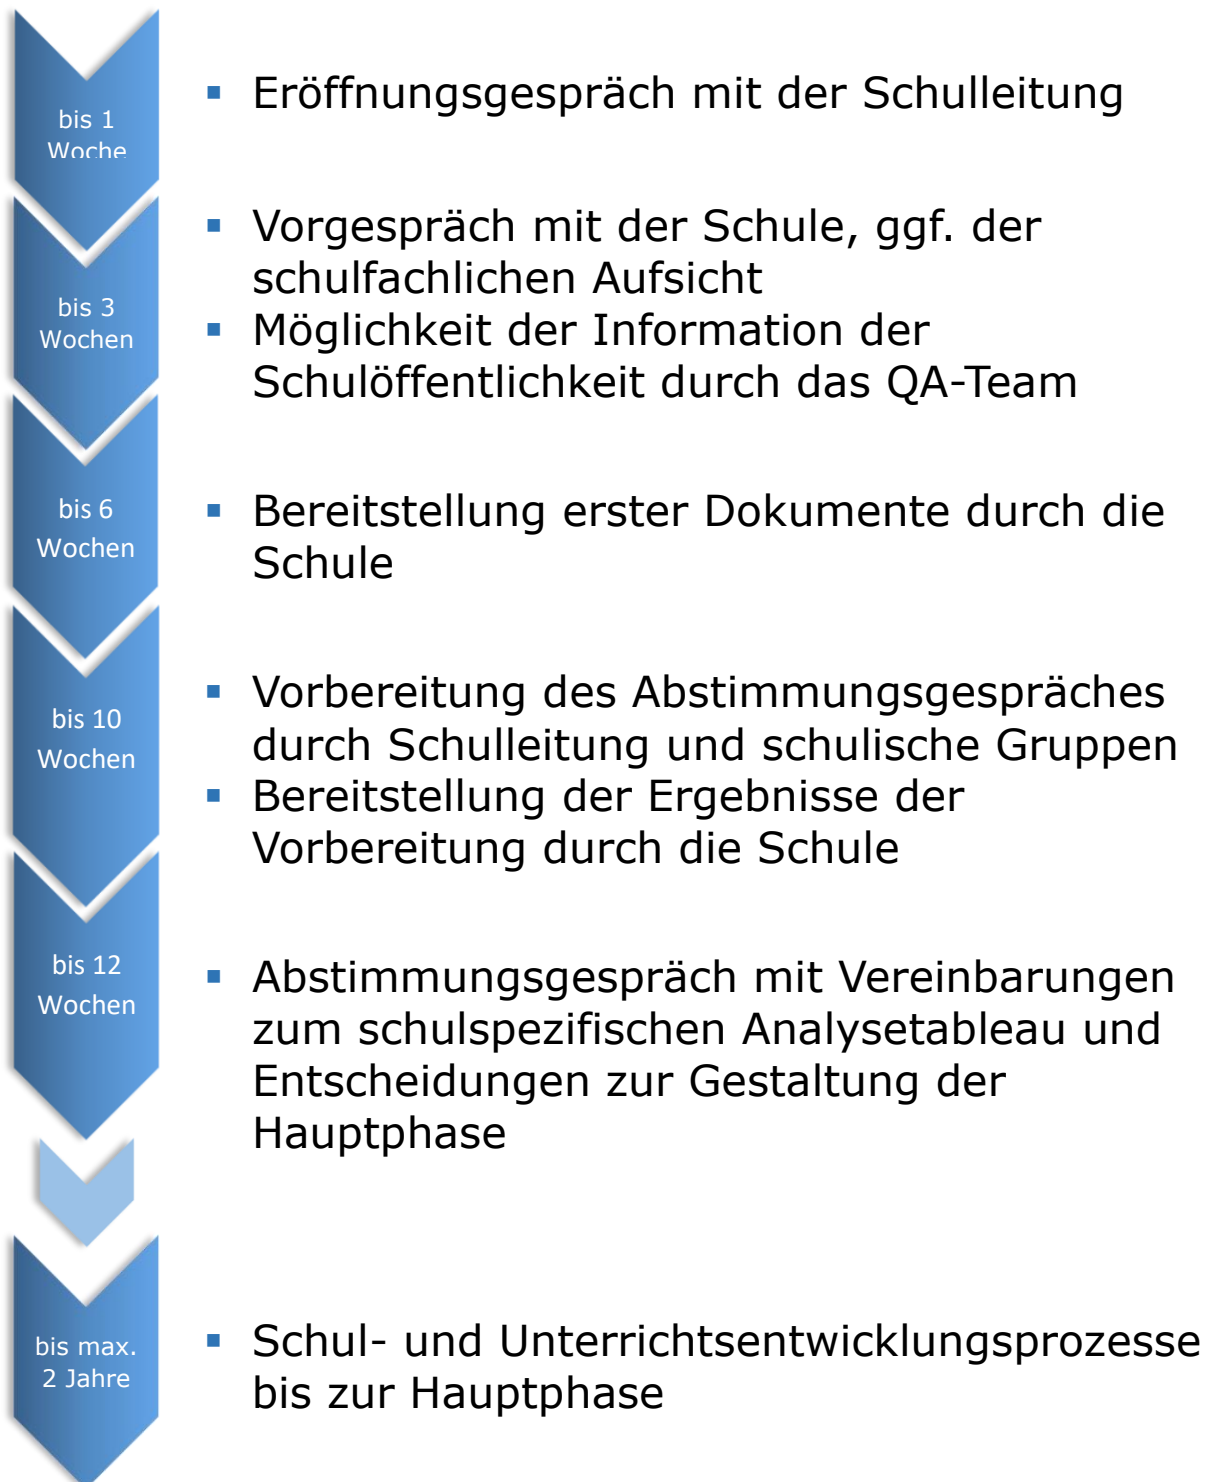 bis 1
Woche
▪ Eröffnungsgespräch mit der Schulleitung
bis 3
Wochen
▪ Vorgespräch mit der Schule, ggf. der
schulfachlichen Aufsicht
▪ Möglichkeit der Information der
Schulöffentlichkeit durch das QA-Team
bis 6
Wochen
▪ Bereitstellung erster Dokumente durch die
Schule
bis 10
Wochen
▪ Vorbereitung des Abstimmungsgespräches
durch Schulleitung und schulische Gruppen
▪ Bereitstellung der Ergebnisse der
Vorbereitung durch die Schule
bis 12
Wochen
▪ Abstimmungsgespräch mit Vereinbarungen
zum schulspezifischen Analysetableau und
Entscheidungen zur Gestaltung der
Hauptphase
bis max.
2 Jahre
▪ Schul- und Unterrichtsentwicklungsprozesse
bis zur Hauptphase